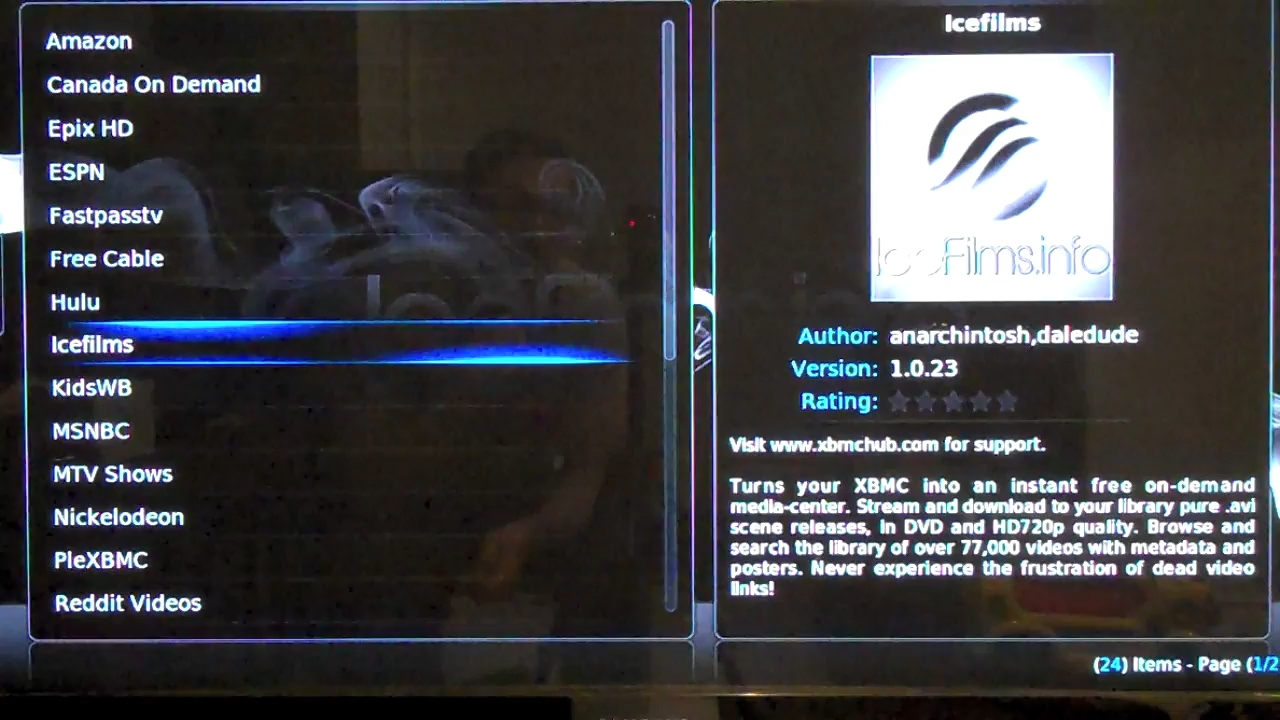 Amazon
Canada On Demand
Epix HD
ESPN
Fastpasstv
Free Cable
Hulu
Icefilms
KidsWB
MSNBC
MTV Shows
Nickelodeon
PleXBMC
Reddit Videos
Icefilms
IceFilms.info
Author: anarchintosh,daledude
Version: 1.0.23
Rating:
Visit www.xbmchub.com for support.
Turns your XBMC into an instant free on-demand
media-center. Stream and download to your library pure .avi
scene releases, in DVD and HD720p quality. Browse and
search the library of over 77,000 videos with metadata and
posters. Never experience the frustration of dead video
links!
(24) Items - Page (1/2